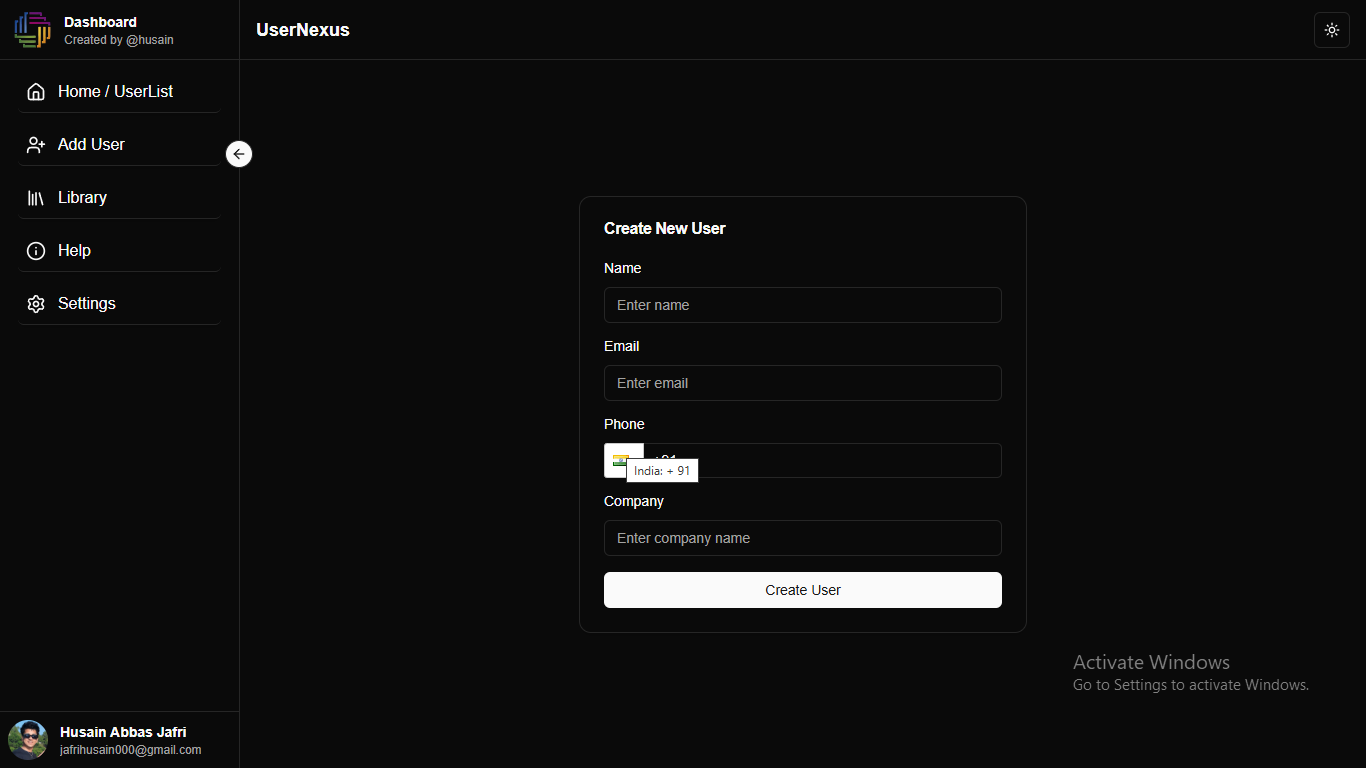 Dashboard
Created by @husain
UserNexus
Home / UserList
Add User
Library
Help
Settings
Create New User
Name
Enter name
Email
Enter email
Phone
+91
India: + 91
Company
Enter company name
Create User
Activate Windows
Go to Settings to activate Windows.
Husain Abbas Jafri
jafrihusain000@gmail.com